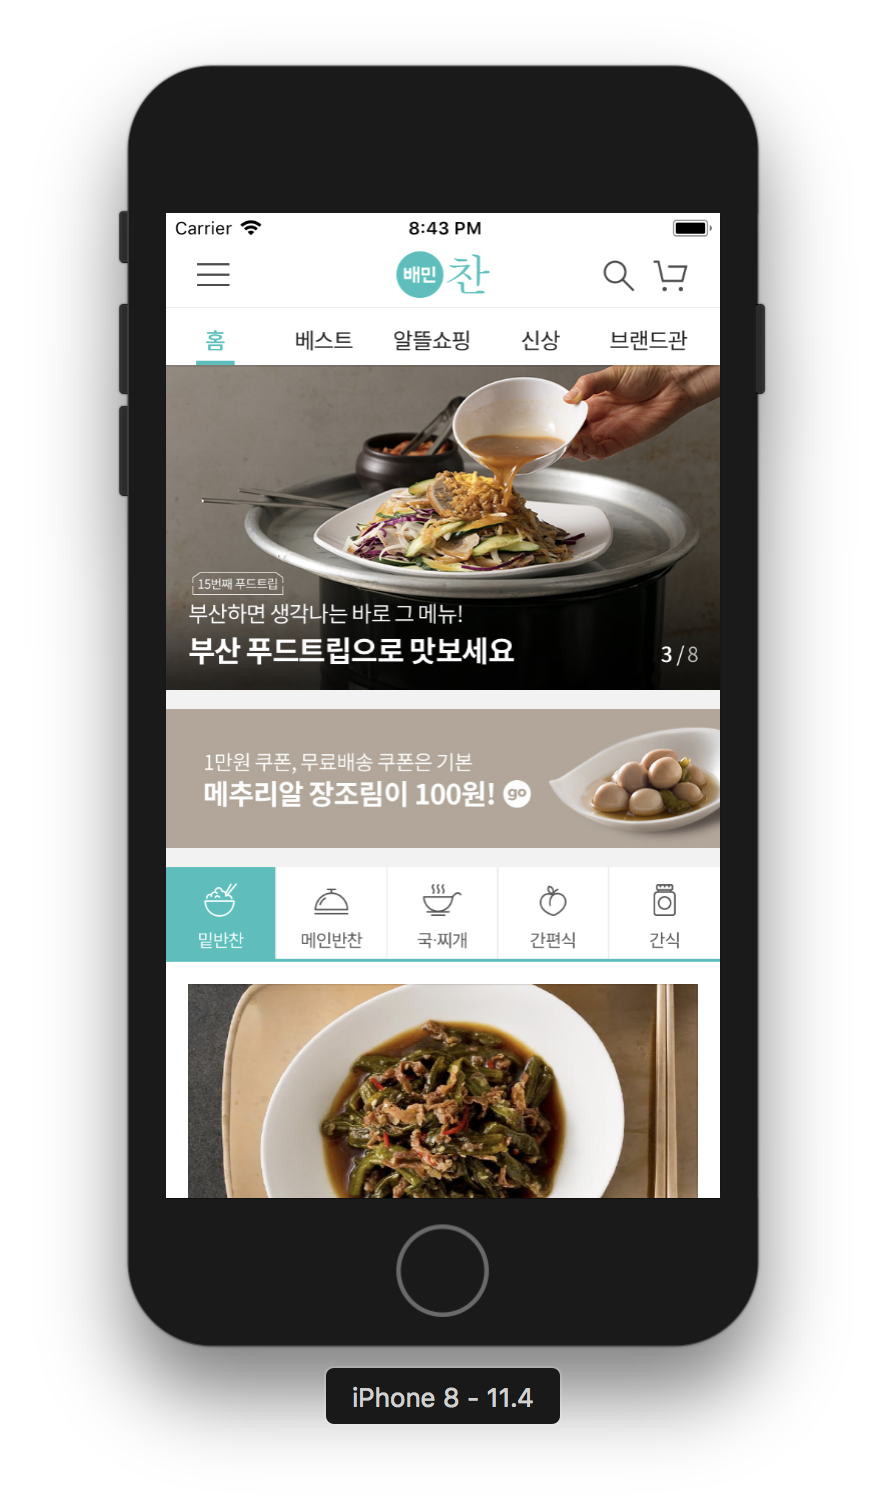 Carrier
8:43 PM
배민 찬
홈 베스트 알뜰쇼핑 신상 브랜드관
15번째 푸드트립
부산하면 생각나는 바로 그 메뉴!
부산 푸드트립으로 맛보세요
3/8
1만원 쿠폰, 무료배송 쿠폰은 기본
메추리알 장조림이 100원! go
밑반찬 메인반찬 국·찌개 간편식 간식
iPhone 8 - 11.4